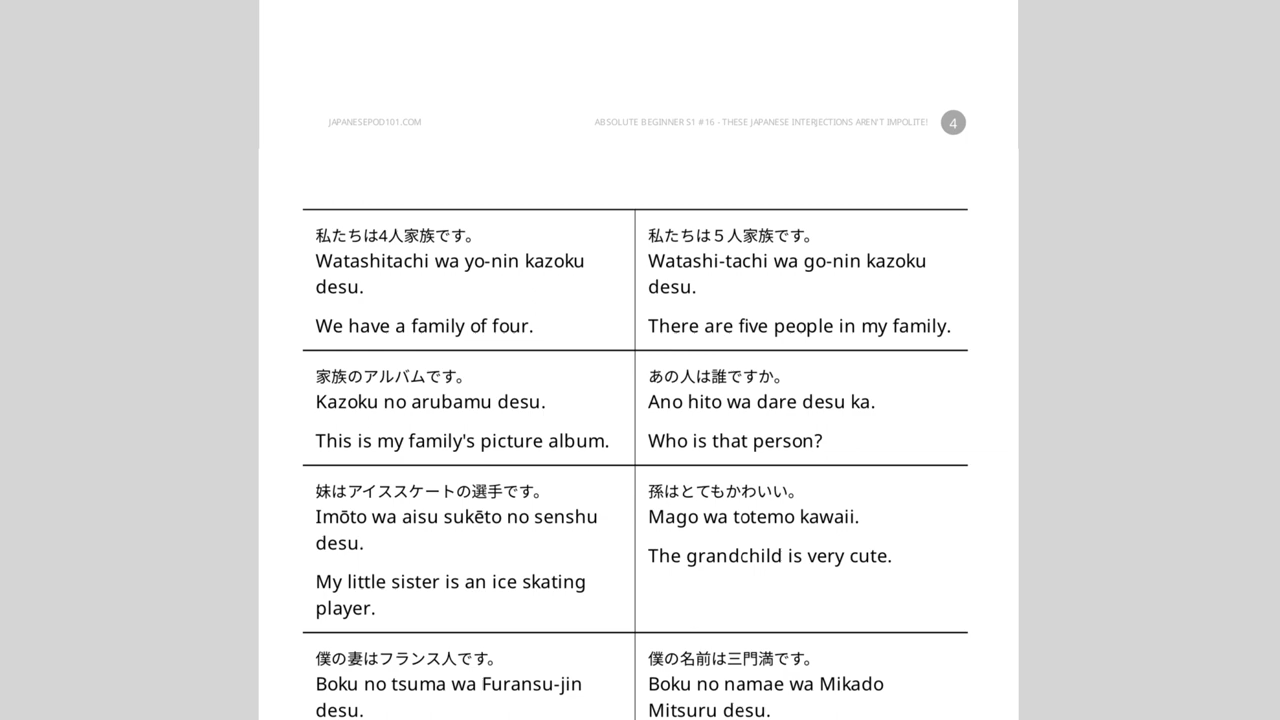 JAPANESEPOD101.COM
ABSOLUTE BEGINNER S1 #16 - THESE JAPANESE INTERJECTIONS AREN'T IMPOLITE!
4
私たちは4人家族です。
Watashitachi wa yo-nin kazoku
desu.
We have a family of four.
私たちは５人家族です。
Watashi-tachi wa go-nin kazoku
desu.
There are five people in my family.
家族のアルバムです。
Kazoku no arubamu desu.
This is my family's picture album.
あの人は誰ですか。
Ano hito wa dare desu ka.
Who is that person?
妹はアイススケートの選手です。
Imōto wa aisu sukēto no senshu
desu.
My little sister is an ice skating
player.
孫はとてもかわいい。
Mago wa totemo kawaii.
The grandchild is very cute.
僕の妻はフランス人です。
Boku no tsuma wa Furansu-jin
desu.
僕の名前は三門満です。
Boku no namae wa Mikado
Mitsuru desu.